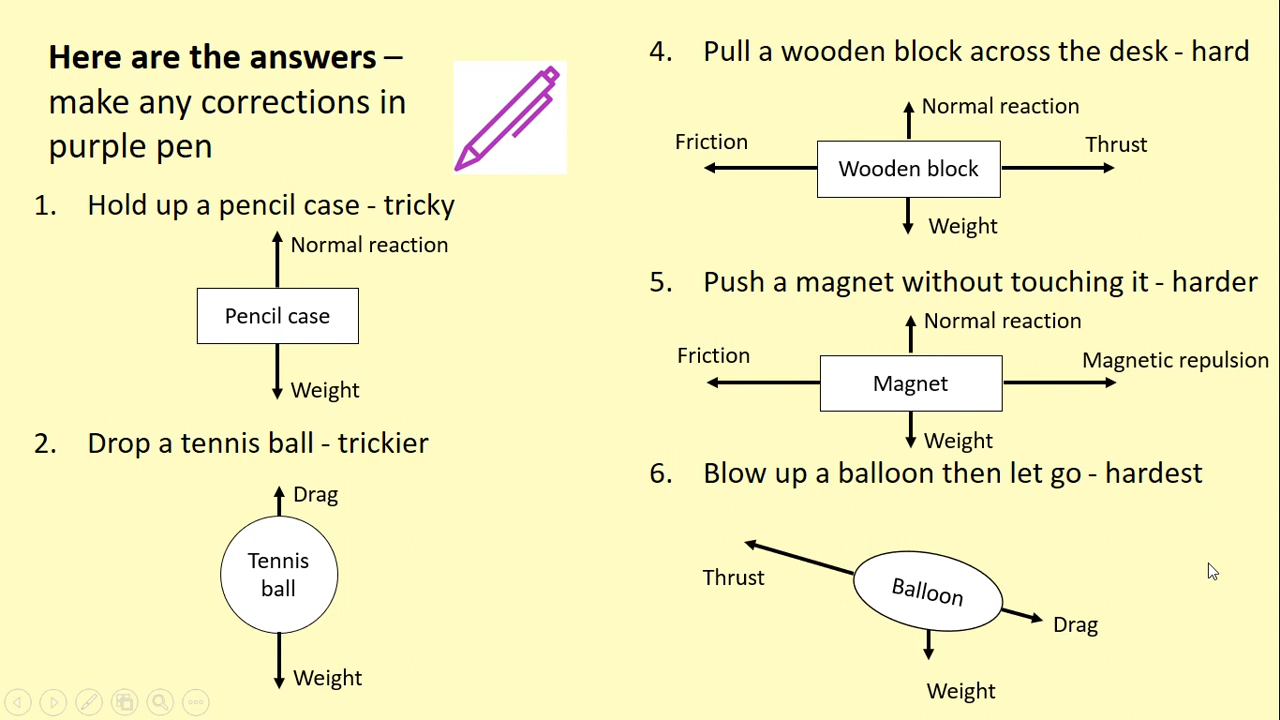 Here are the answers –
make any corrections in
purple pen
1. Hold up a pencil case - tricky
Normal reaction
Pencil case
Weight
2. Drop a tennis ball - trickier
Drag
Tennis
ball
Weight
4. Pull a wooden block across the desk - hard
Normal reaction
Friction
Thrust
Wooden block
Weight
5. Push a magnet without touching it - harder
Normal reaction
Friction
Magnetic repulsion
Magnet
Weight
6. Blow up a balloon then let go - hardest
Thrust
Balloon
Drag
Weight